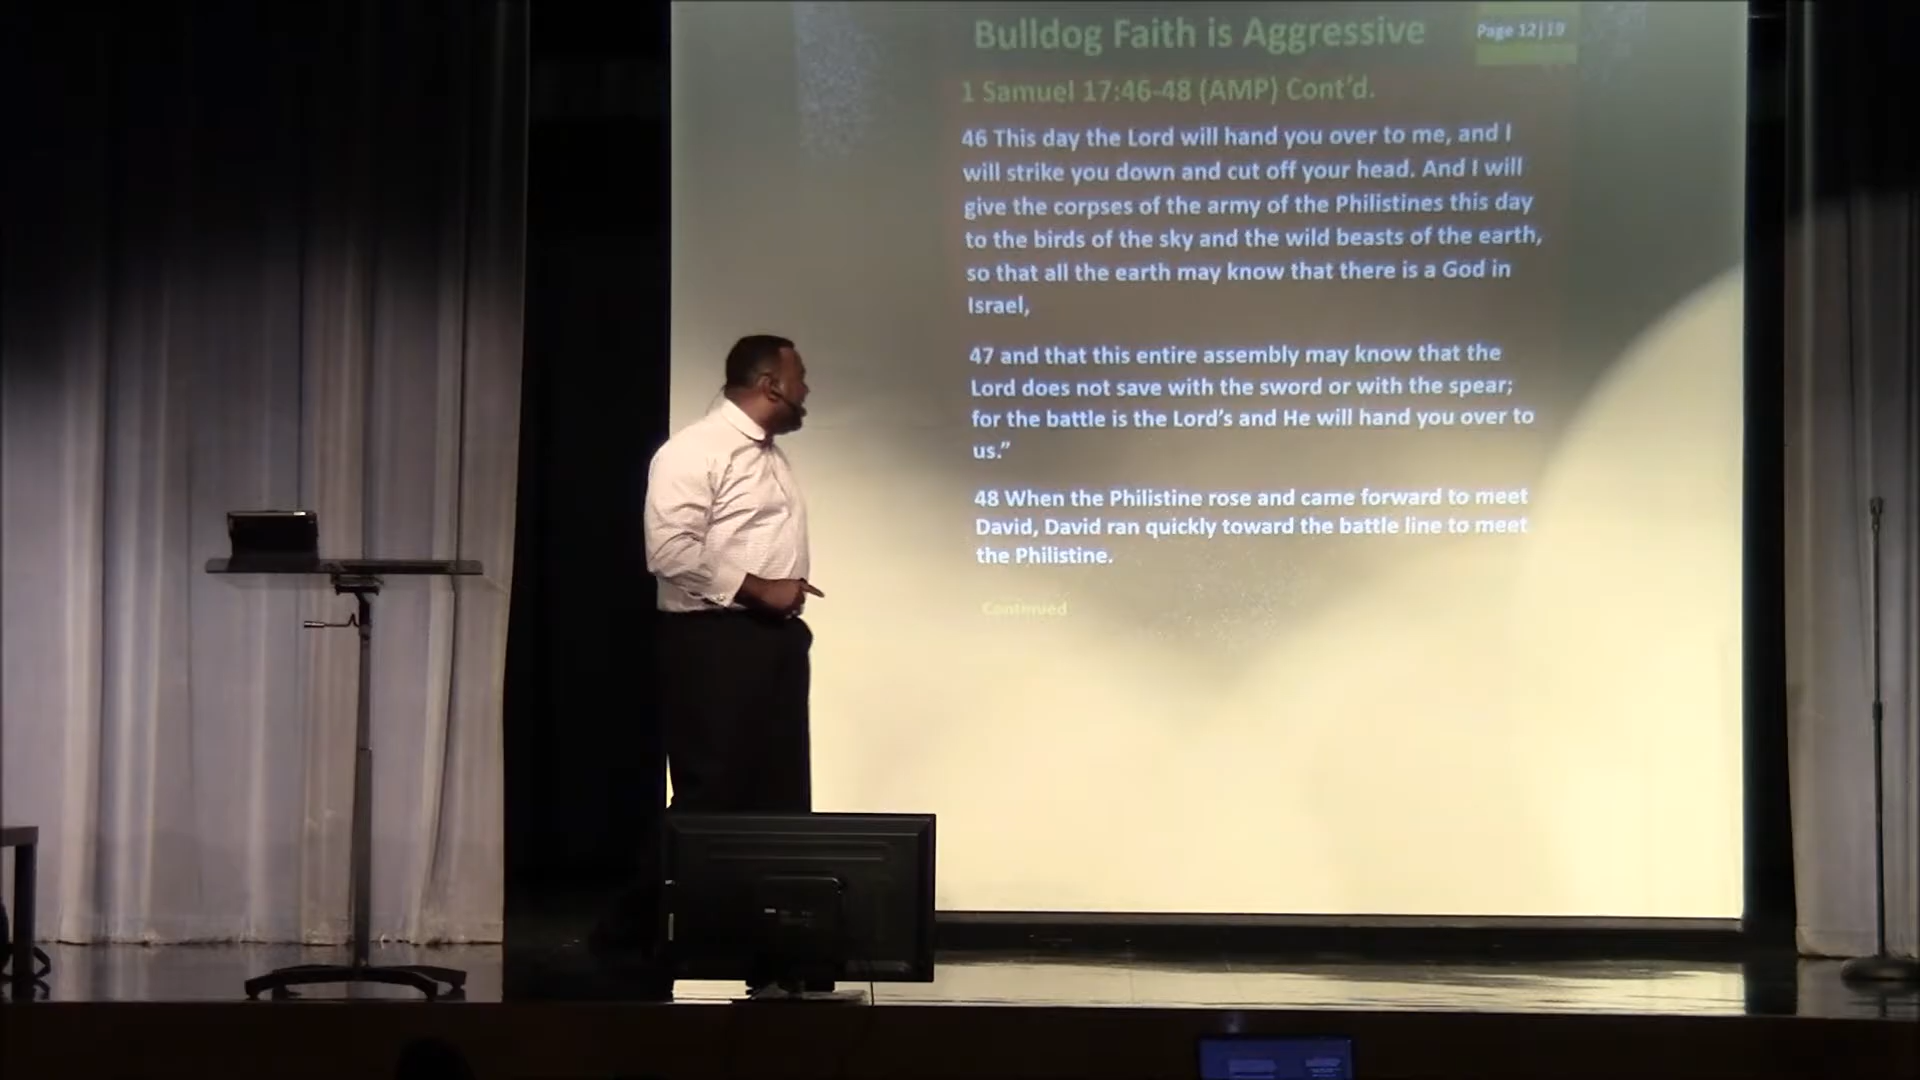 Bulldog Faith is Aggressive
Page 12|19
1 Samuel 17:46-48 (AMP) Cont'd.
46 This day the Lord will hand you over to me, and I
will strike you down and cut off your head. And I will
give the corpses of the army of the Philistines this day
to the birds of the sky and the wild beasts of the earth,
so that all the earth may know that there is a God in
Israel,
47 and that this entire assembly may know that the
Lord does not save with the sword or with the spear;
for the battle is the Lord’s and He will hand you over to
us.”
48 When the Philistine rose and came forward to meet
David, David ran quickly toward the battle line to meet
the Philistine.
Continued